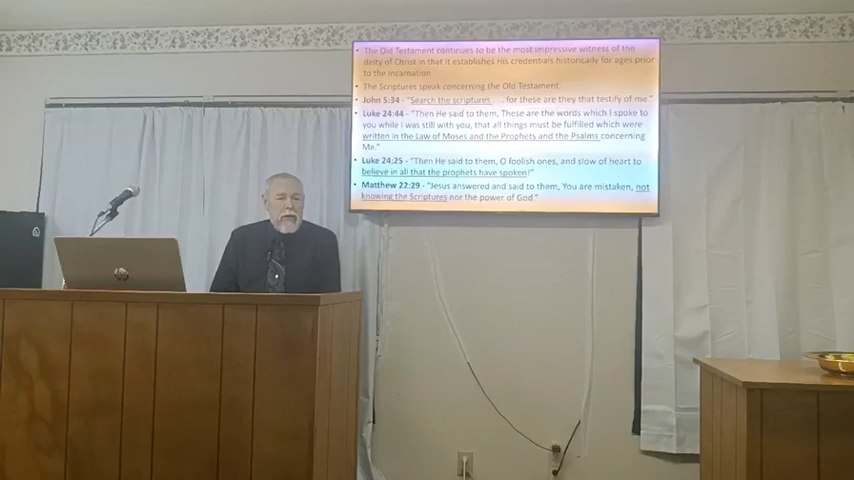 • The Old Testament continues to be the most impressive witness of the
deity of Christ in that it establishes His credentials historically for ages prior
to the Incarnation
• The Scriptures speak concerning the Old Testament:
• John 5:34 - "Search the scriptures . . . for these are they that testify of me"
• Luke 24:44 - "Then He said to them, These are the words which I spoke to
you while I was still with you, that all things must be fulfilled which were
written in the Law of Moses and the Prophets and the Psalms concerning
Me."
• Luke 24:25 - "Then He said to them, O foolish ones, and slow of heart to
believe in all that the prophets have spoken!"
• Matthew 22:29 - "Jesus answered and said to them, You are mistaken, not
knowing the Scriptures nor the power of God."
hp